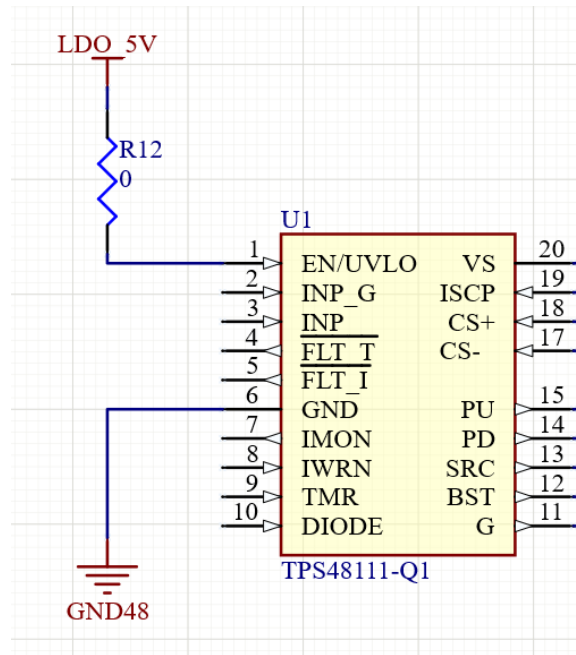 LDO_5V
R12
0
U1
1 EN/UVLO VS 20
2 INP_G ISCP 19
3 INP CS+ 18
4 FLT_T CS- 17
5 FLT_I
6 GND PU 15
7 IMON PD 14
8 IWRN SRC 13
9 TMR BST 12
10 DIODE G 11
TPS48111-Q1
GND48